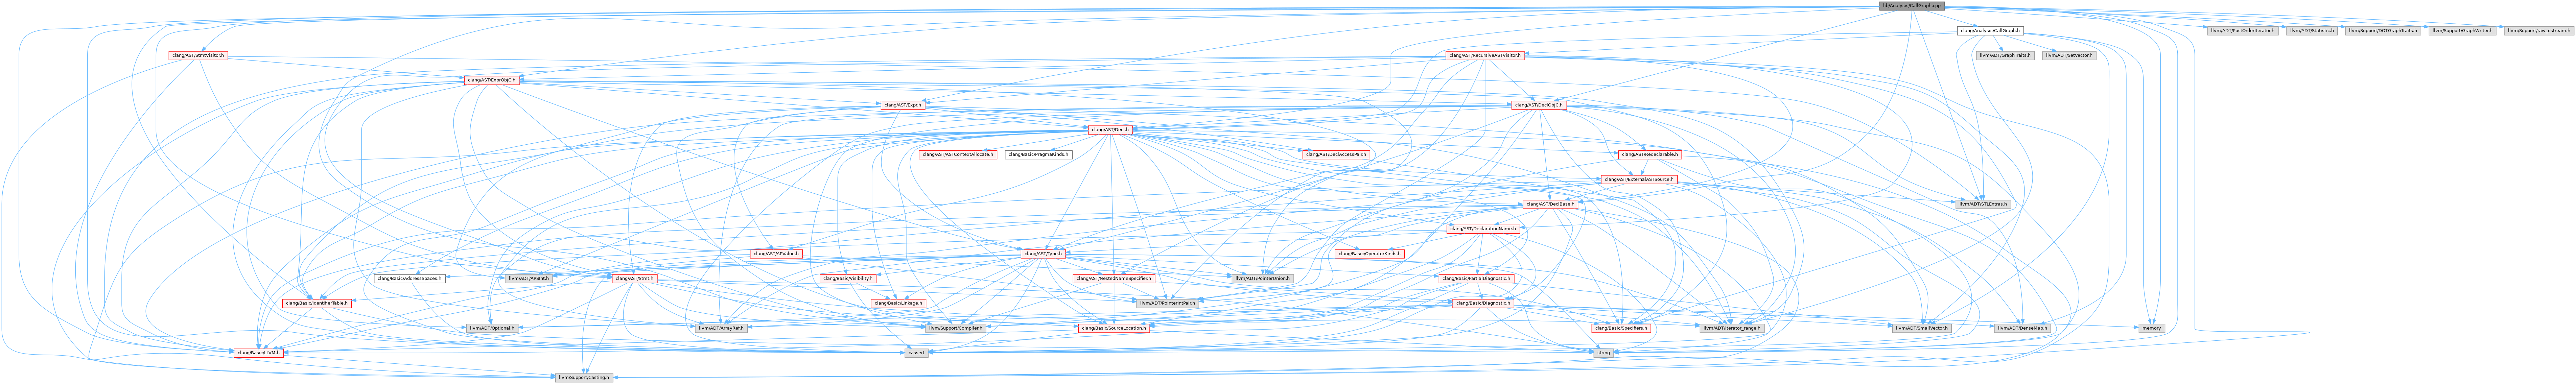 lib/Analysis/CallGraph.cpp
clang/Analysis/CallGraph.h
llvm/ADT/PostOrderIterator.h
llvm/ADT/Statistic.h
llvm/Support/DOTGraphTraits.h
llvm/Support/GraphWriter.h
llvm/Support/raw_ostream.h
clang/AST/StmtVisitor.h
clang/AST/RecursiveASTVisitor.h
llvm/ADT/GraphTraits.h
llvm/ADT/SetVector.h
clang/AST/ExprObjC.h
clang/AST/Expr.h
clang/AST/DeclObjC.h
clang/AST/Decl.h
clang/AST/ASTContextAllocate.h
clang/Basic/PragmaKinds.h
clang/AST/DeclAccessPair.h
clang/AST/Redeclarable.h
clang/AST/ExternalASTSource.h
clang/AST/DeclBase.h
llvm/ADT/STLExtras.h
clang/AST/DeclarationName.h
clang/AST/APValue.h
clang/AST/Type.h
clang/Basic/OperatorKinds.h
clang/Basic/AddressSpaces.h
llvm/ADT/APInt.h
clang/AST/Stmt.h
clang/Basic/Visibility.h
clang/AST/NestedNameSpecifier.h
llvm/ADT/PointerUnion.h
clang/Basic/PartialDiagnostic.h
clang/Basic/IdentifierTable.h
clang/Basic/Linkage.h
llvm/ADT/PointerIntPair.h
clang/Basic/Diagnostic.h
llvm/ADT/Optional.h
llvm/ADT/ArrayRef.h
llvm/Support/Compiler.h
clang/Basic/SourceLocation.h
clang/Basic/Specifiers.h
llvm/ADT/iterator_range.h
llvm/ADT/SmallVector.h
llvm/ADT/DenseMap.h
memory
clang/Basic/LLVM.h
cassert
string
llvm/Support/Casting.h